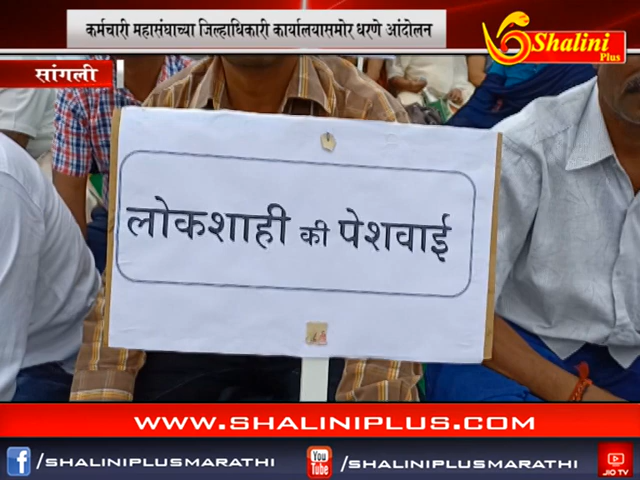 कर्मचारी महासंघाच्या जिल्हाधिकारी कार्यालयासमोर धरणे आंदोलन
Shalini
Plus
सांगली
लोकशाही की पेशवाई
WWW.SHALINIPLUS.COM
/SHALINIPLUSMARATHI
You
Tube
/SHALINIPLUSMARATHI
JIO TV